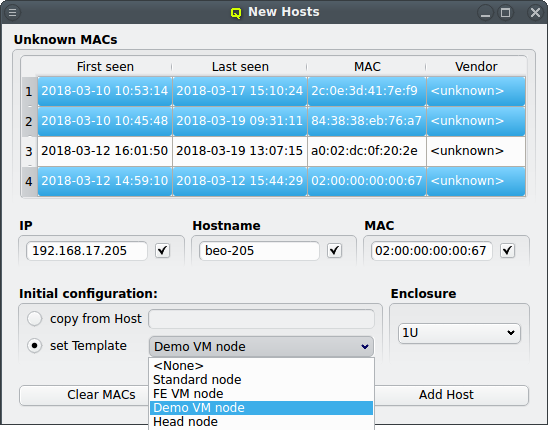 New Hosts
Unknown MACs
First seen Last seen MAC Vendor
1 2018-03-10 10:53:14 2018-03-17 15:10:24 2c:0e:3d:41:7e:f9 <unknown>
2 2018-03-10 10:45:48 2018-03-19 09:31:11 84:38:38:eb:76:a7 <unknown>
3 2018-03-12 16:01:50 2018-03-19 13:07:15 a0:02:dc:0f:20:2e <unknown>
4 2018-03-12 14:59:10 2018-03-12 15:44:29 02:00:00:00:00:67 <unknown>
IP Hostname MAC
192.168.17.205 beo-205 02:00:00:00:00:67
Initial configuration: Enclosure
copy from Host
1U
set Template Demo VM node
<None>
Standard node
FE VM node
Clear MACs Add Host
Demo VM node
Head node